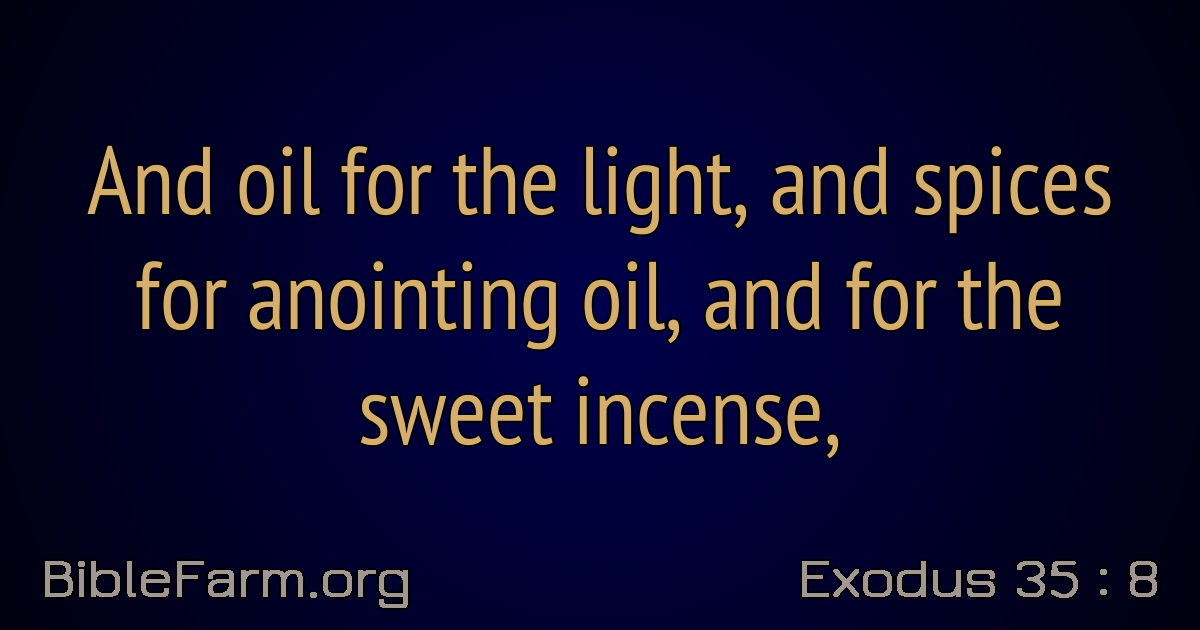 And oil for the light, and spices
for anointing oil, and for the
sweet incense,
BibleFarm.org
Exodus 35 : 8